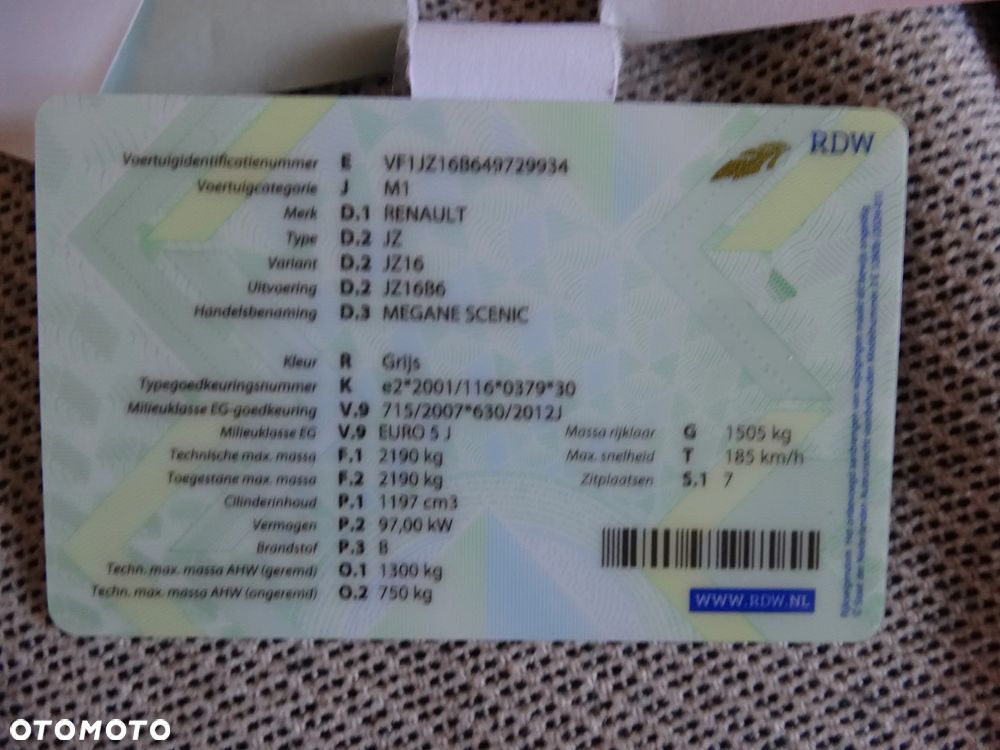 RDW
Voertuigidentificatienummer E VF1JZ16B649729934
Voertuigcategorie J M1
Merk D.1 RENAULT
Type D.2 JZ
Variant D.2 JZ16
Uitvoering D.2 JZ16B6
Handelsbenaming D.3 MEGANE SCENIC
Kleur R Grijs
Typegoedkeuringsnummer K e2*2001/116*0379*30
Milieuklasse EG-goedkeuring V.9 715/2007*630/2012J
Milieuklasse EG V.9 EURO 5 J
Technische max. massa F.1 2190 kg
Toegestane max. massa F.2 2190 kg
Cilinderinhoud P.1 1197 cm3
Vermogen P.2 97,00 kW
Brandstof P.3 B
Techn. max. massa AHW (geremd) O.1 1300 kg
Techn. max. massa AHW (ongeremd) O.2 750 kg
Massa rijklaar G 1505 kg
Max. snelheid T 185 km/h
Zitplaatsen S.1 7
WWW.RDW.NL
OTOMOTO